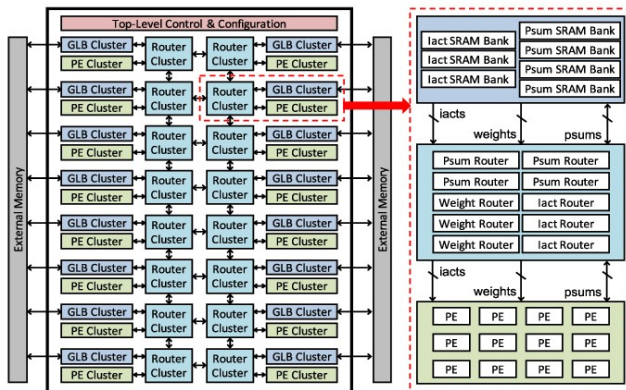 Top-Level Control & Configuration
External Memory
GLB Cluster
PE Cluster
Router
Cluster
Router
Cluster
GLB Cluster
PE Cluster
GLB Cluster
PE Cluster
Router
Cluster
Router
Cluster
GLB Cluster
PE Cluster
GLB Cluster
PE Cluster
Router
Cluster
Router
Cluster
GLB Cluster
PE Cluster
GLB Cluster
PE Cluster
Router
Cluster
Router
Cluster
GLB Cluster
PE Cluster
GLB Cluster
PE Cluster
Router
Cluster
Router
Cluster
GLB Cluster
PE Cluster
GLB Cluster
PE Cluster
Router
Cluster
Router
Cluster
GLB Cluster
PE Cluster
GLB Cluster
PE Cluster
Router
Cluster
Router
Cluster
GLB Cluster
PE Cluster
GLB Cluster
PE Cluster
Router
Cluster
Router
Cluster
GLB Cluster
PE Cluster
External Memory
Iact SRAM Bank
Iact SRAM Bank
Iact SRAM Bank
Psum SRAM Bank
Psum SRAM Bank
Psum SRAM Bank
Psum SRAM Bank
iacts
weights
psums
Psum Router Psum Router
Psum Router Psum Router
Weight Router Iact Router
Weight Router Iact Router
Weight Router Iact Router
iacts
weights
psums
PE PE PE PE
PE PE PE PE
PE PE PE PE